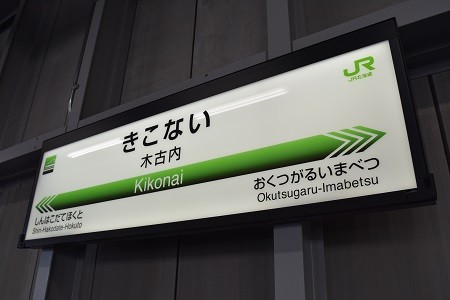 JR
JR北海道
きこない
木古内
Kikonai
しんはこだてほくと
Shin-Hakodate-Hokuto
おくつがるいまべつ
Okutsugaru-Imabetsu